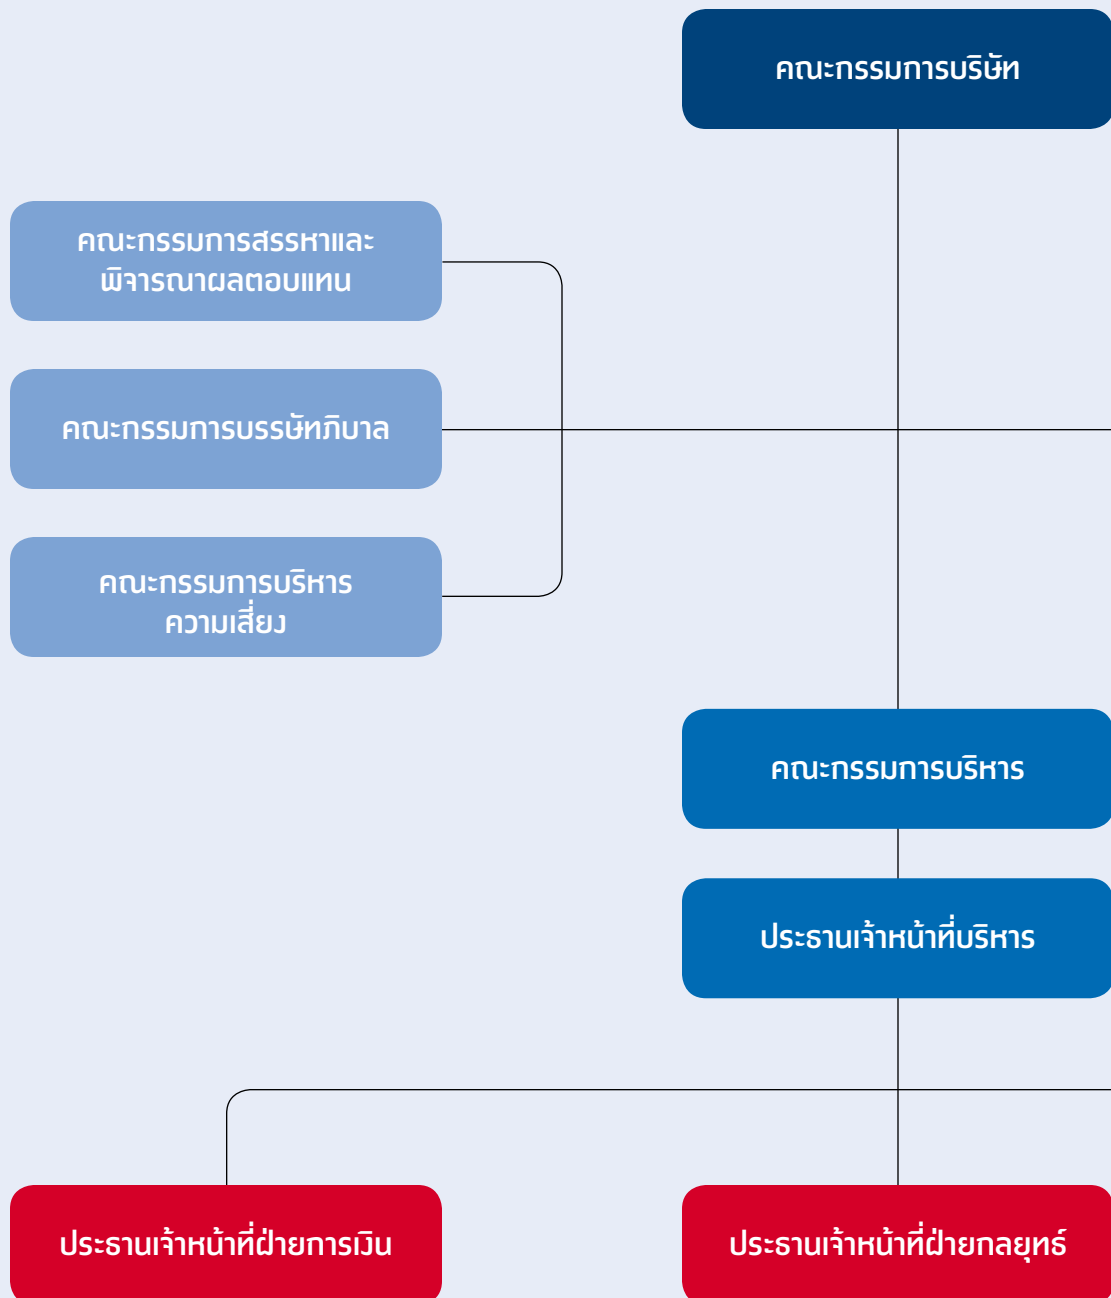 คณะกรรมการบริษัท
คณะกรรมการสรรหาและ
พิจารณาผลตอบแทน
คณะกรรมการบรรษัทภิบาล
คณะกรรมการบริหาร
ความเสี่ยง
คณะกรรมการบริหาร
ประธานเจ้าหน้าที่บริหาร
ประธานเจ้าหน้าที่ฝ่ายการเงิน
ประธานเจ้าหน้าที่ฝ่ายกลยุทธ์